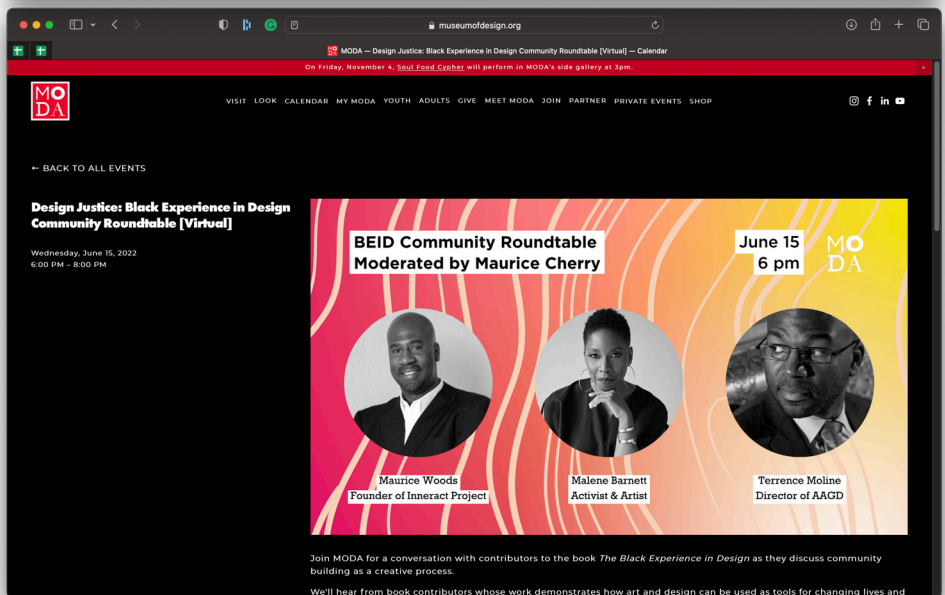 museumofdesign.org
MODA — Design Justice: Black Experience in Design Community Roundtable [Virtual] — Calendar
On Friday, November 4, Soul Food Cypher will perform in MODA's side gallery at 3pm.
MO
DA
VISIT LOOK CALENDAR MY MODA YOUTH ADULTS GIVE MEET MODA JOIN PARTNER PRIVATE EVENTS SHOP
← BACK TO ALL EVENTS
Design Justice: Black Experience in Design
Community Roundtable [Virtual]
Wednesday, June 15, 2022
6:00 PM – 8:00 PM
BEID Community Roundtable
Moderated by Maurice Cherry
June 15
6 pm
MO
DA
Maurice Woods
Founder of Inneract Project
Malene Barnett
Activist & Artist
Terrence Moline
Director of AAGD
Join MODA for a conversation with contributors to the book The Black Experience in Design as they discuss community
building as a creative process.
We'll hear from book contributors whose work demonstrates how art and design can be used as tools for changing lives and